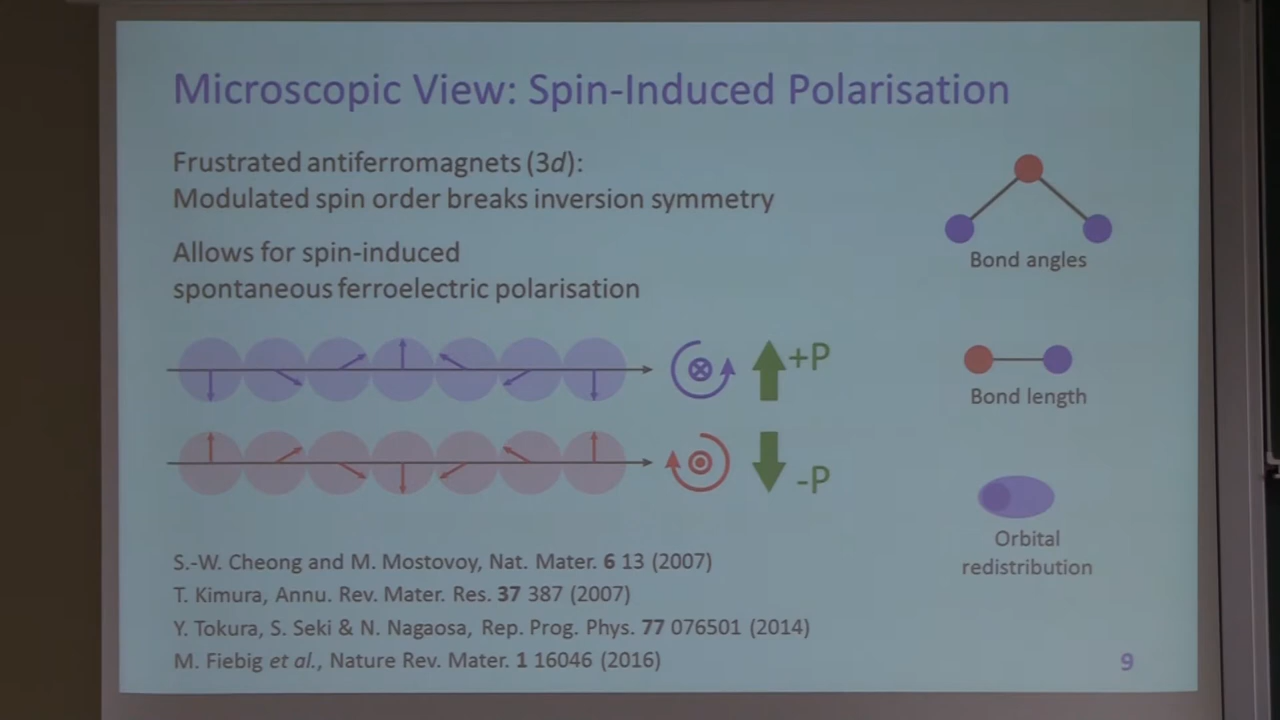 Microscopic View: Spin-Induced Polarisation
Frustrated antiferromagnets (3d):
Modulated spin order breaks inversion symmetry
Allows for spin-induced
spontaneous ferroelectric polarisation
+P
-P
Bond angles
Bond length
Orbital
redistribution
S.-W. Cheong and M. Mostovoy, Nat. Mater. 6 13 (2007)
T. Kimura, Annu. Rev. Mater. Res. 37 387 (2007)
Y. Tokura, S. Seki & N. Nagaosa, Rep. Prog. Phys. 77 076501 (2014)
M. Fiebig et al., Nature Rev. Mater. 1 16046 (2016)
9